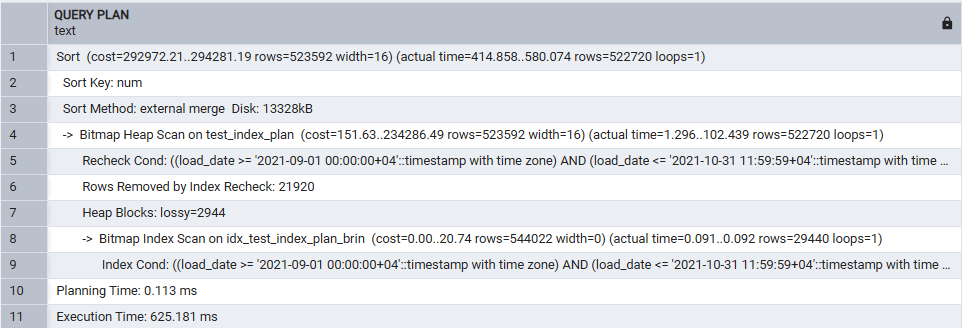 QUERY PLAN
text
1 Sort (cost=292972.21..294281.19 rows=523592 width=16) (actual time=414.858..580.074 rows=522720 loops=1)
2 Sort Key: num
3 Sort Method: external merge Disk: 13328kB
4 -> Bitmap Heap Scan on test_index_plan (cost=151.63..234286.49 rows=523592 width=16) (actual time=1.296..102.439 rows=522720 loops=1)
5 Recheck Cond: ((load_date >= '2021-09-01 00:00:00+04'::timestamp with time zone) AND (load_date <= '2021-10-31 11:59:59+04'::timestamp with time ...
6 Rows Removed by Index Recheck: 21920
7 Heap Blocks: lossy=2944
8 -> Bitmap Index Scan on idx_test_index_plan_brin (cost=0.00..20.74 rows=544022 width=0) (actual time=0.091..0.092 rows=29440 loops=1)
9 Index Cond: ((load_date >= '2021-09-01 00:00:00+04'::timestamp with time zone) AND (load_date <= '2021-10-31 11:59:59+04'::timestamp with time ...
10 Planning Time: 0.113 ms
11 Execution Time: 625.181 ms